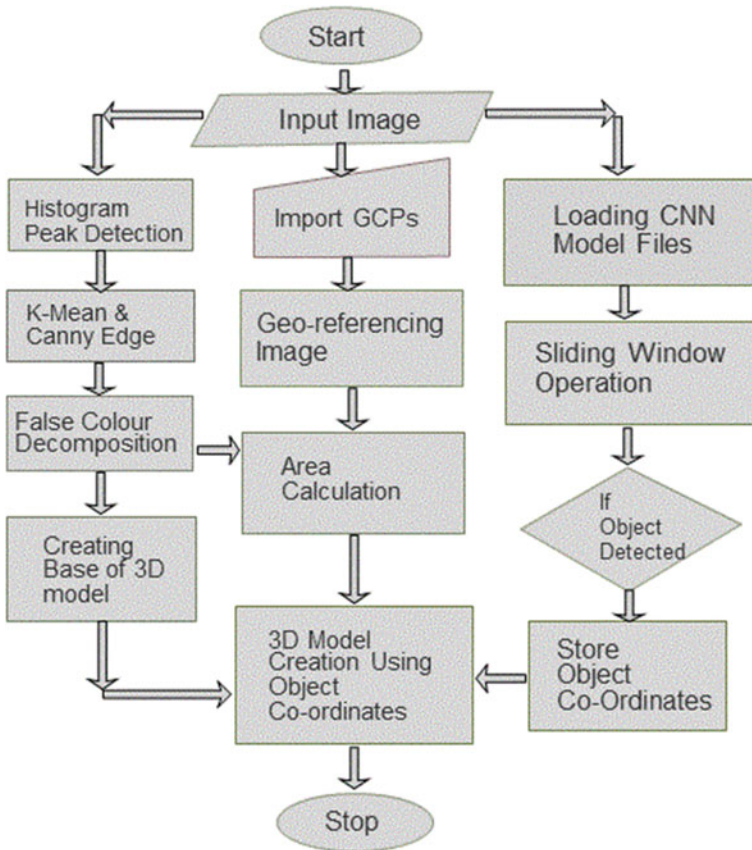 Start
Input Image
Histogram
Peak Detection
Import GCPs
Loading CNN
Model Files
K-Mean &
Canny Edge
Geo-referencing
Image
Sliding Window
Operation
False Colour
Decomposition
Area
Calculation
If
Object
Detected
Creating
Base of 3D
model
3D Model
Creation Using
Object
Co-ordinates
Store
Object
Co-Ordinates
Stop